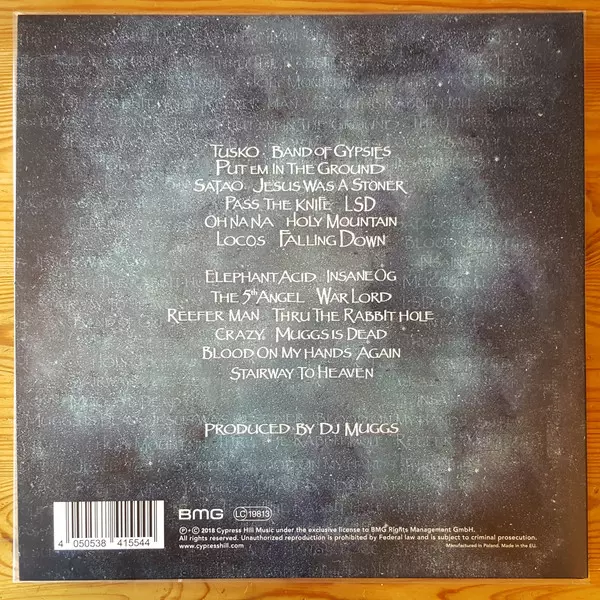 TUSKO . BAND OF GYPSIES
PUT EM IN THE GROUND
SATAO . JESUS WAS A STONER
PASS THE KNIFE . LSD
OH NA NA . HOLY MOUNTAIN
LOCOS . FALLING DOWN
ELEPHANT ACID . INSANE OG
THE 5th ANGEL . WAR LORD
REEFER MAN . THRU THE RABBIT HOLE
CRAZY . MUGGS IS DEAD
BLOOD ON MY HANDS AGAIN
STAIRWAY TO HEAVEN
PRODUCED BY DJ MUGGS
4 050538 415544
BMG LC 19813
℗+© 2018 Cypress Hill Music under the exclusive license to BMG Rights Management GmbH.
All rights reserved. Unauthorized reproduction is prohibited by Federal law and is subject to criminal prosecution.
www.cypresshill.com Manufactured in Poland. Made in the EU.